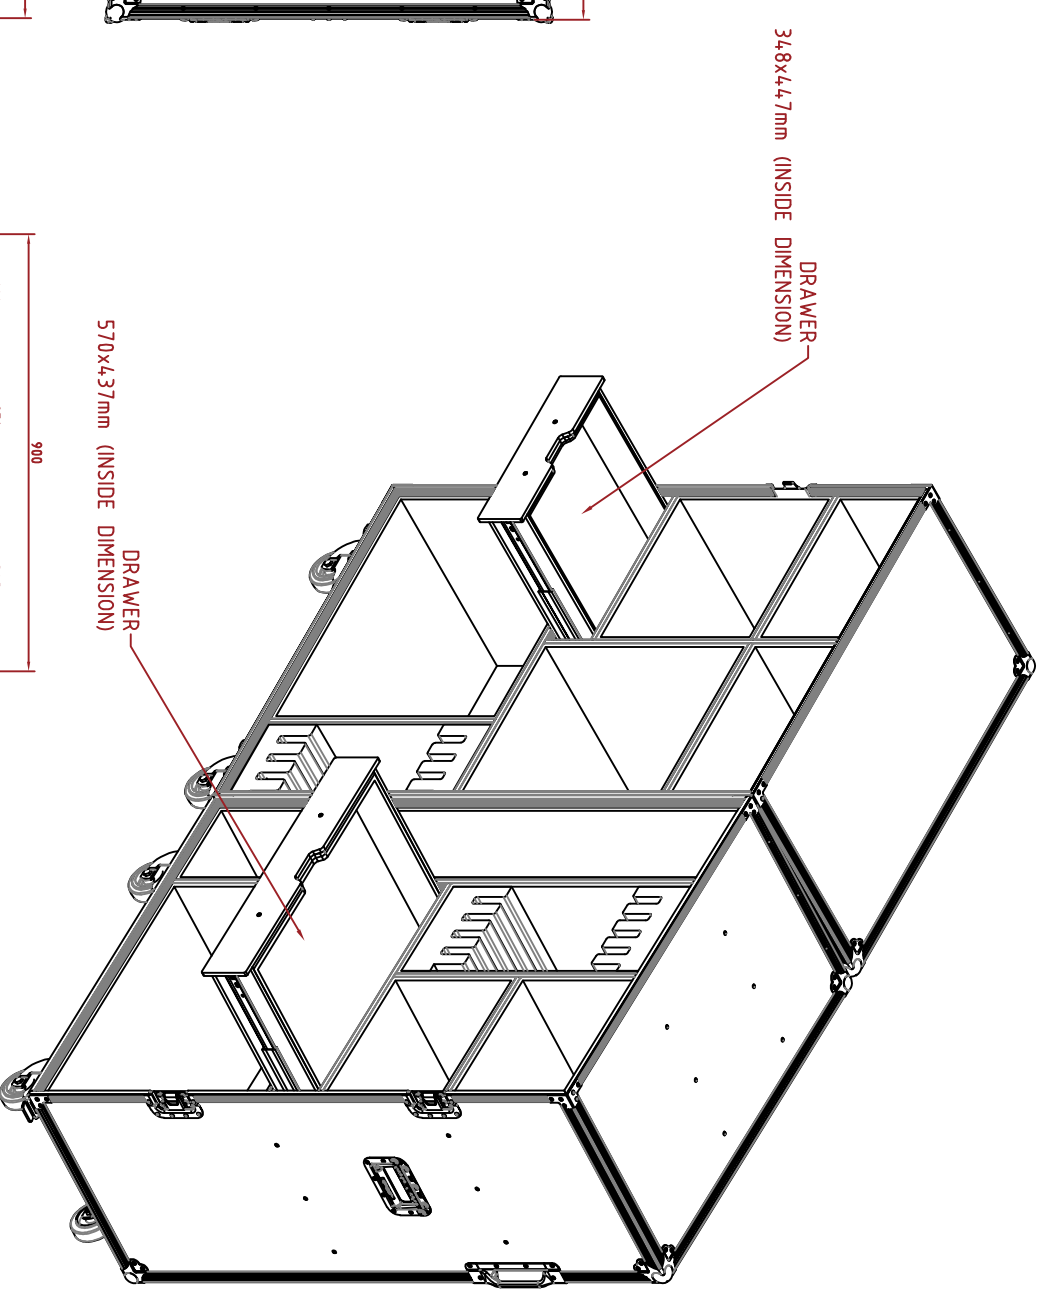 DRAWER
348x447mm (INSIDE DIMENSION)
DRAWER
570x437mm (INSIDE DIMENSION)
900